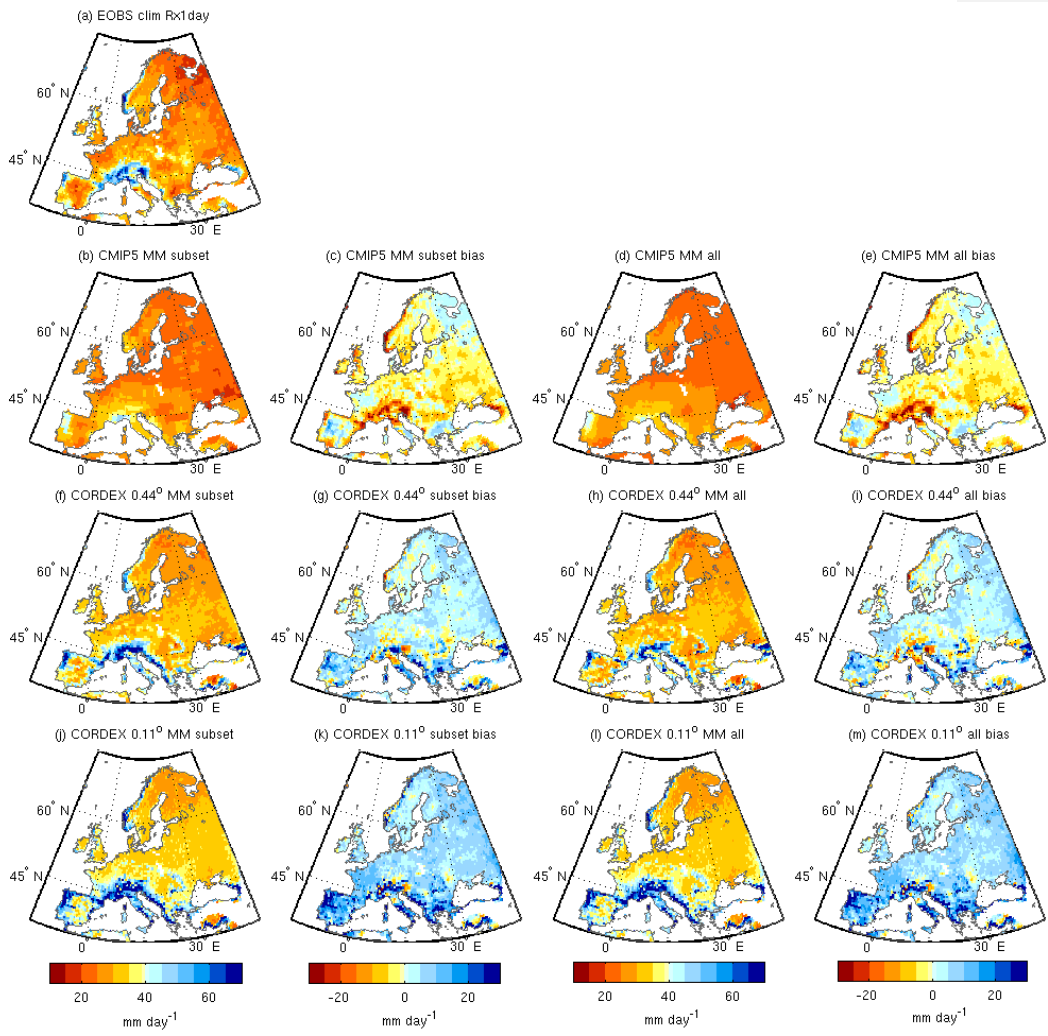 (a) EOBS clim Rx1day
60° N
45° N
0
30 E
(b) CMIP5 MM subset
(c) CMIP5 MM subset bias
(d) CMIP5 MM all
(e) CMIP5 MM all bias
60° N
60° N
60° N
60° N
45° N
45° N
45° N
45° N
0
30 E
0
30 E
0
30 E
0
30 E
(f) CORDEX 0.44° MM subset
(g) CORDEX 0.44° subset bias
(h) CORDEX 0.44° MM all
(i) CORDEX 0.44° all bias
60° N
60° N
60° N
60° N
45° N
45° N
45° N
45° N
0
30 E
0
30 E
0
30 E
0
30 E
(j) CORDEX 0.11° MM subset
(k) CORDEX 0.11° subset bias
(l) CORDEX 0.11° MM all
(m) CORDEX 0.11° all bias
60° N
60° N
60° N
60° N
45° N
45° N
45° N
45° N
0
30 E
0
30 E
0
30 E
0
30 E
20 40 60
-20 0 20
20 40 60
-20 0 20
mm day⁻¹
mm day⁻¹
mm day⁻¹
mm day⁻¹